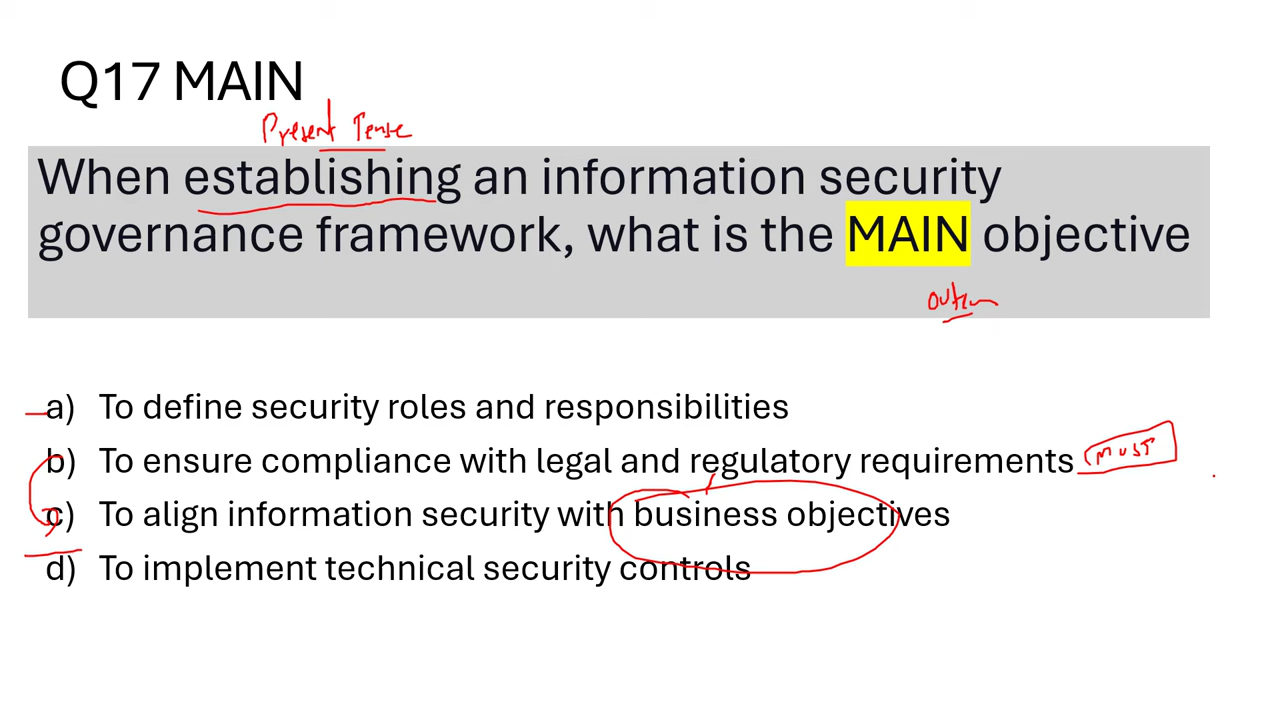 Q17 MAIN
Present Tense
When establishing an information security
governance framework, what is the MAIN objective
a) To define security roles and responsibilities
b) To ensure compliance with legal and regulatory requirements MUST
c) To align information security with business objectives
d) To implement technical security controls